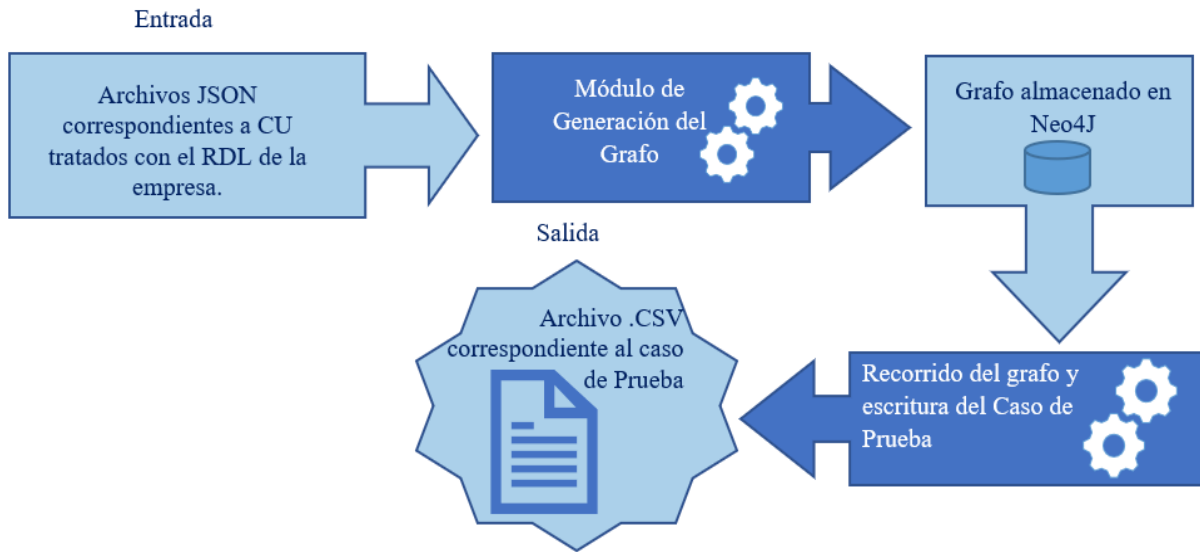 Entrada
Archivos JSON
correspondientes a CU
tratados con el RDL de la
empresa.
Módulo de
Generación del
Grafo
Grafo almacenado en
Neo4J
Recorrido del grafo y
escritura del Caso de
Prueba
Salida
Archivo .CSV
correspondiente al caso
de Prueba